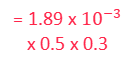 = 1.89 x 10⁻³
x 0.5 x 0.3